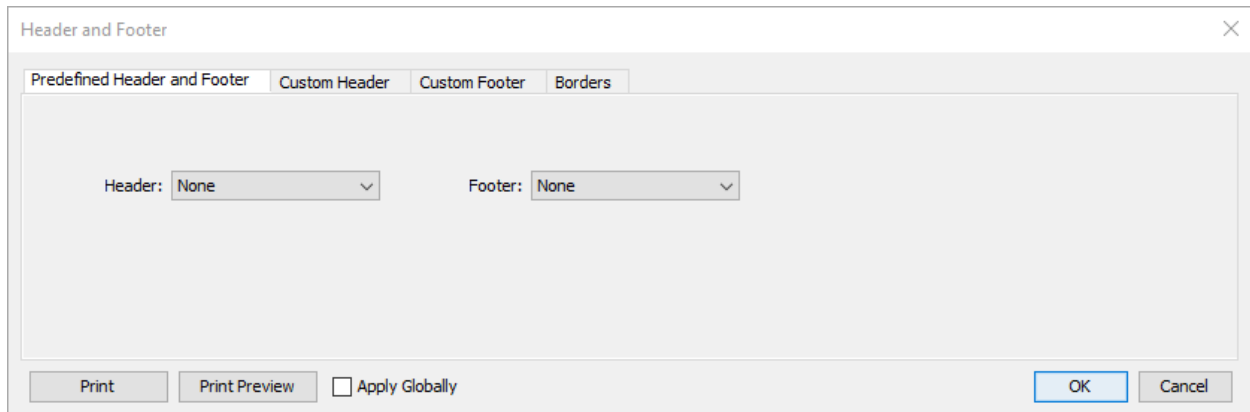 Header and Footer
Predefined Header and Footer Custom Header Custom Footer Borders
Header: None Footer: None
Print Print Preview Apply Globally OK Cancel